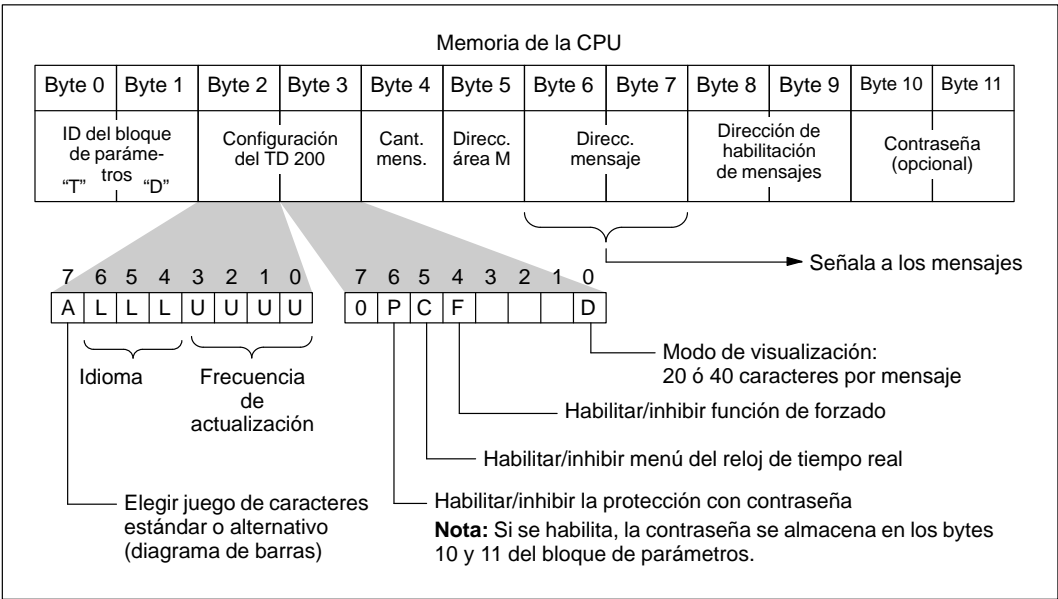 Memoria de la CPU
Byte 0 Byte 1 Byte 2 Byte 3 Byte 4 Byte 5 Byte 6 Byte 7 Byte 8 Byte 9 Byte 10 Byte 11
ID del bloque
de paráme-
tros
“T” “D”
Configuración
del TD 200
Cant.
mens.
Direcc.
área M
Direcc.
mensaje
Dirección de
habilitación
de mensajes
Contraseña
(opcional)
Señala a los mensajes
7 6 5 4 3 2 1 0
A L L L U U U U
7 6 5 4 3 2 1 0
0 P C F D
Idioma
Frecuencia
de
actualización
Elegir juego de caracteres
estándar o alternativo
(diagrama de barras)
Modo de visualización:
20 ó 40 caracteres por mensaje
Habilitar/inhibir función de forzado
Habilitar/inhibir menú del reloj de tiempo real
Habilitar/inhibir la protección con contraseña
Nota: Si se habilita, la contraseña se almacena en los bytes
10 y 11 del bloque de parámetros.